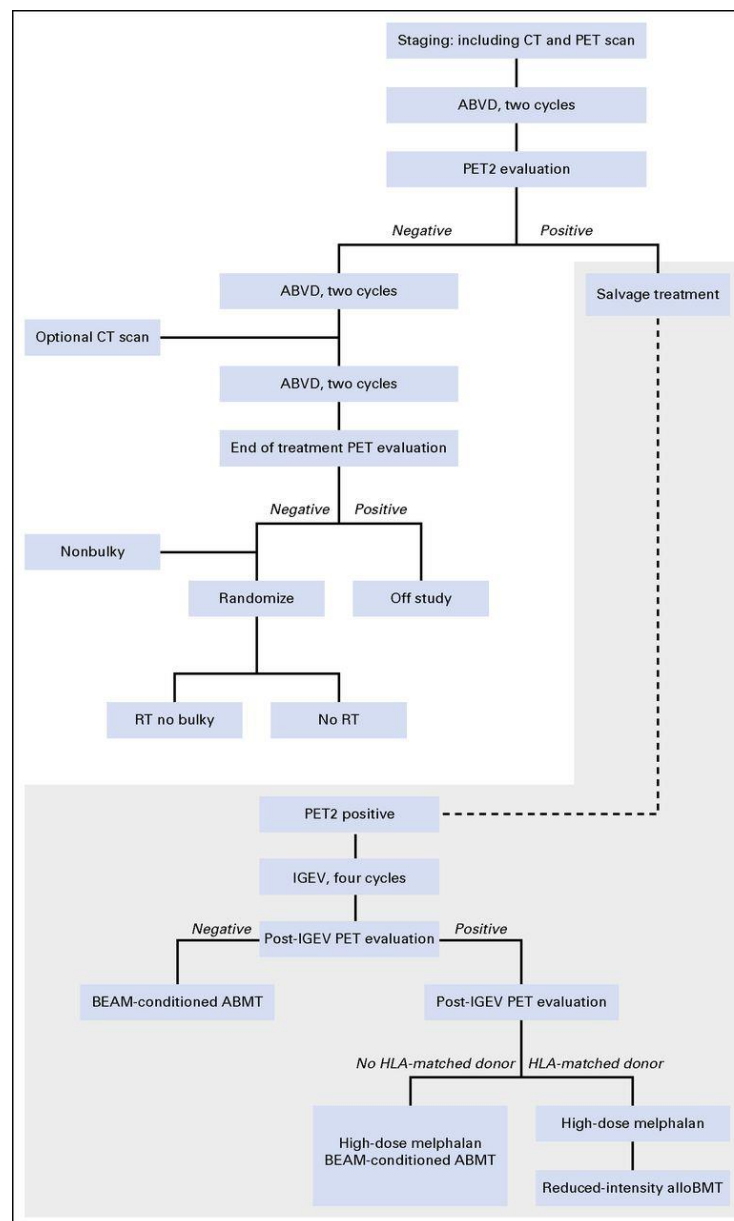 Staging: including CT and PET scan
ABVD, two cycles
PET2 evaluation
Negative
Positive
ABVD, two cycles
Salvage treatment
Optional CT scan
ABVD, two cycles
End of treatment PET evaluation
Negative
Positive
Nonbulky
Randomize
Off study
RT no bulky
No RT
PET2 positive
IGEV, four cycles
Negative
Post-IGEV PET evaluation
Positive
BEAM-conditioned ABMT
Post-IGEV PET evaluation
No HLA-matched donor
HLA-matched donor
High-dose melphalan
BEAM-conditioned ABMT
High-dose melphalan
Reduced-intensity alloBMT